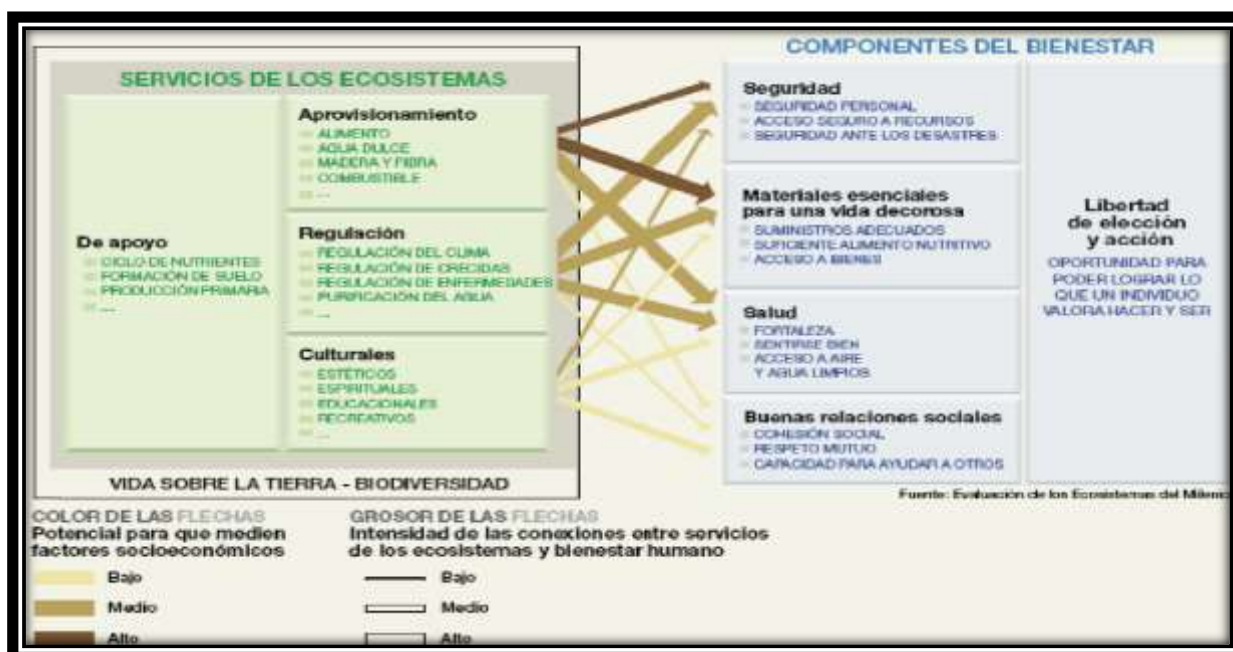 COMPONENTES DEL BIENESTAR
SERVICIOS DE LOS ECOSISTEMAS
De apoyo
CICLO DE NUTRIENTES
FORMACIÓN DE SUELO
PRODUCCIÓN PRIMARIA
...
Aprovisionamiento
ALIMENTO
AGUA DULCE
MADERA Y FIBRA
COMBUSTIBLE
...
Regulación
REGULACIÓN DEL CLIMA
REGULACIÓN DE CRECIDAS
REGULACIÓN DE ENFERMEDADES
PURIFICACIÓN DEL AGUA
...
Culturales
ESTÉTICOS
ESPIRITUALES
EDUCACIONALES
RECREATIVOS
...
VIDA SOBRE LA TIERRA - BIODIVERSIDAD
Seguridad
SEGURIDAD PERSONAL
ACCESO SEGURO A RECURSOS
SEGURIDAD ANTE LOS DESASTRES
Materiales esenciales
para una vida decorosa
SUMINISTROS ADECUADOS
SUFICIENTE ALIMENTO NUTRITIVO
ACCESO A BIENES
Salud
FORTALEZA
SENTIRSE BIEN
ACCESO A AIRE
Y AGUA LIMPIOS
Buenas relaciones sociales
COHESIÓN SOCIAL
RESPETO MUTUO
CAPACIDAD PARA AYUDAR A OTROS
Libertad
de elección
y acción
OPORTUNIDAD PARA
PODER LOGRAR LO
QUE UN INDIVIDUO
VALORA HACER Y SER
Fuente: Evaluación de los Ecosistemas del Milenio
COLOR DE LAS FLECHAS
Potencial para que medien
factores socioeconómicos
Bajo
Medio
Alto
GROSOR DE LAS FLECHAS
Intensidad de las conexiones entre servicios
de los ecosistemas y bienestar humano
Bajo
Medio
Alto